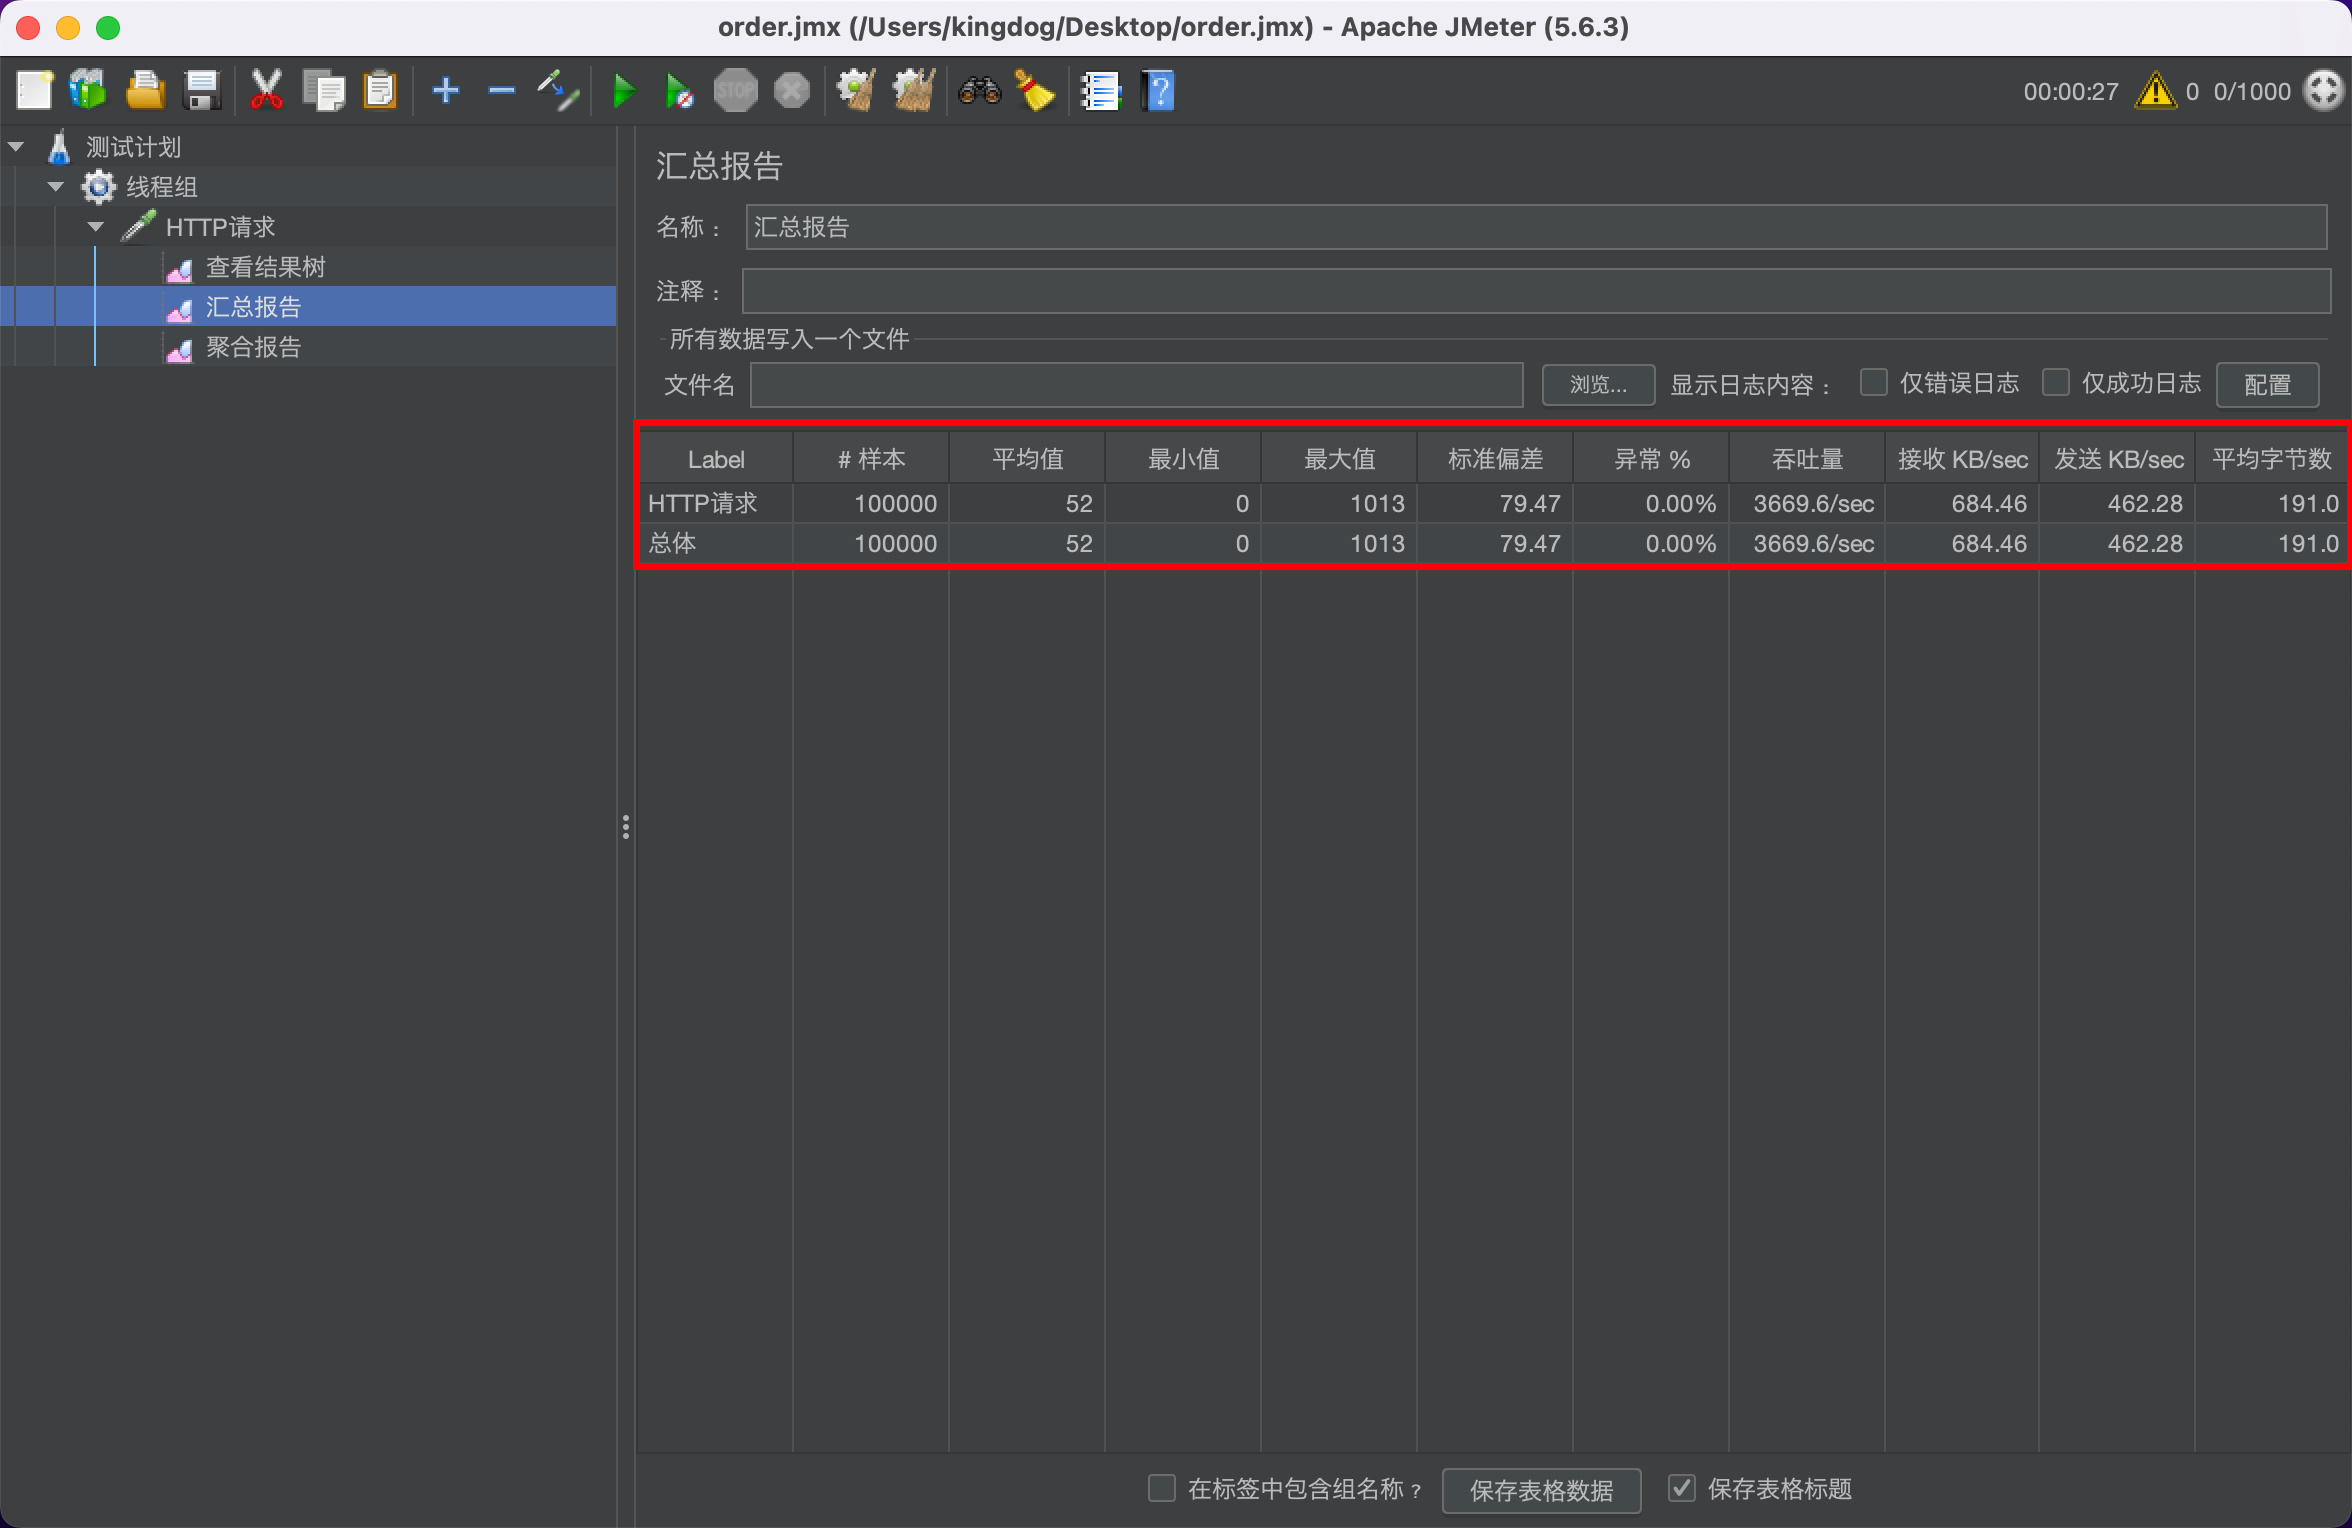 order.jmx (/Users/kingdog/Desktop/order.jmx) - Apache JMeter (5.6.3)
STOP
00:00:27 0 0/1000
测试计划
线程组
HTTP请求
查看结果树
汇总报告
聚合报告
汇总报告
名称： 汇总报告
注释：
所有数据写入一个文件
文件名 浏览... 显示日志内容： 仅错误日志 仅成功日志 配置
Label # 样本 平均值 最小值 最大值 标准偏差 异常 % 吞吐量 接收 KB/sec 发送 KB/sec 平均字节数
HTTP请求 100000 52 0 1013 79.47 0.00% 3669.6/sec 684.46 462.28 191.0
总体 100000 52 0 1013 79.47 0.00% 3669.6/sec 684.46 462.28 191.0
在标签中包含组名称？ 保存表格数据 保存表格标题